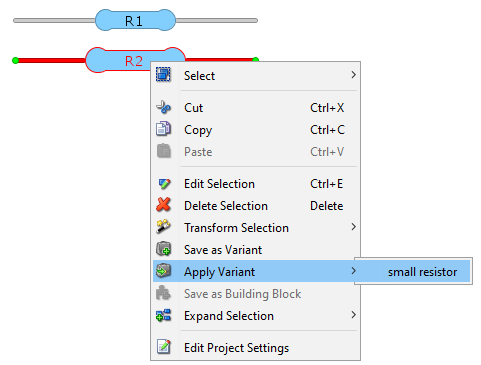 R1
R2
Select
Cut Ctrl+X
Copy Ctrl+C
Paste Ctrl+V
Edit Selection Ctrl+E
Delete Selection Delete
Transform Selection
Save as Variant
Apply Variant small resistor
Save as Building Block
Expand Selection
Edit Project Settings